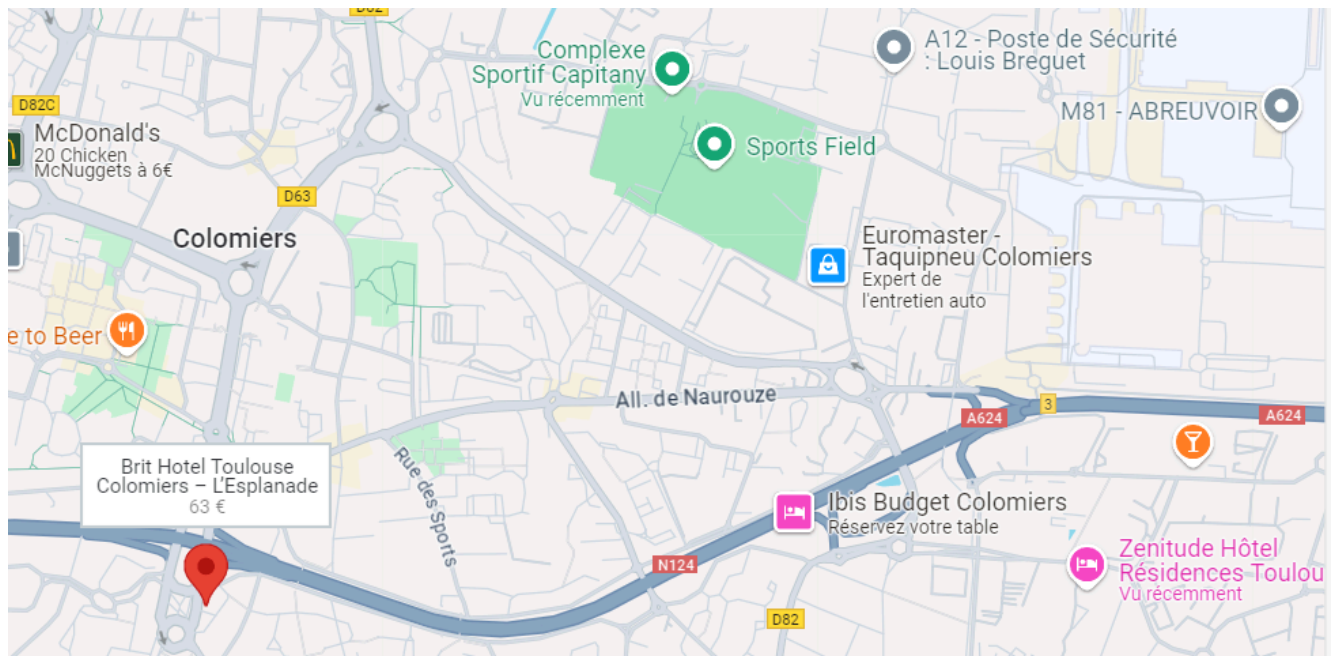 D82
Complexe
Sportif Capitany
Vu récemment
A12 - Poste de Sécurité
: Louis Breguet
D82C
McDonald's
20 Chicken
McNuggets à 6€
M81 - ABREUVOIR
Sports Field
D63
Colomiers
Euromaster -
Taquipneu Colomiers
Expert de
l'entretien auto
e to Beer
All. de Naurouze
3
A624
A624
Brit Hotel Toulouse
Colomiers – L'Esplanade
63 €
Rue des Sports
Ibis Budget Colomiers
Réservez votre table
N124
Zenitude Hôtel
Résidences Toulou
Vu récemment
D82